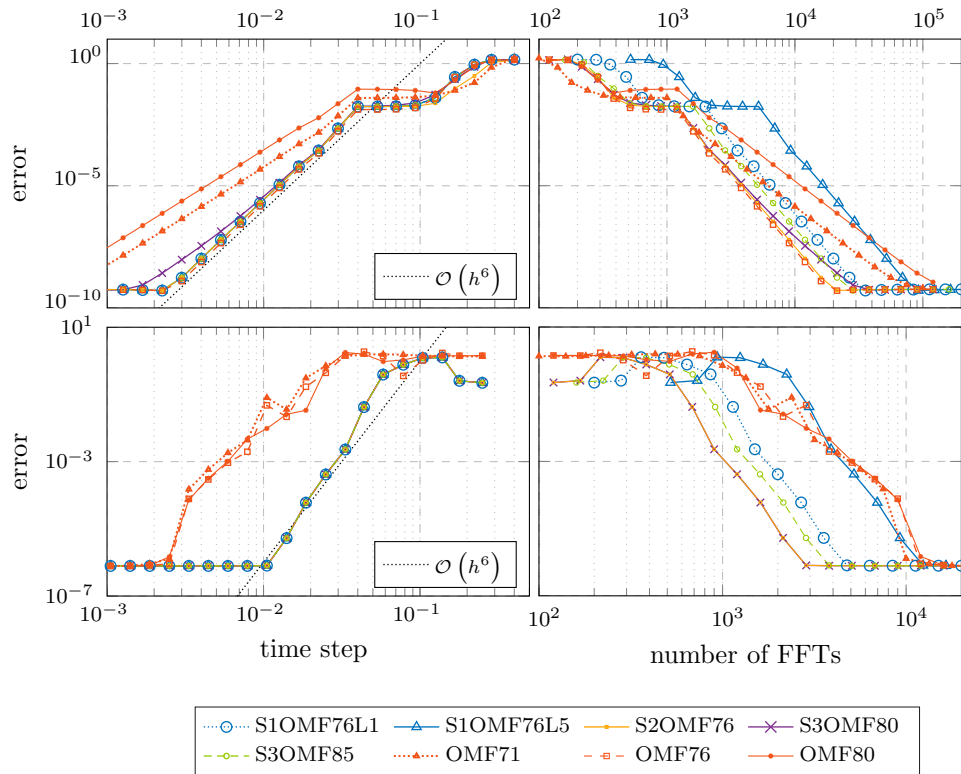 10^-3 10^-2 10^-1 10^2 10^3 10^4 10^5
10^0
10^-5
10^-10
error
O (h^6)
10^1
10^-3
10^-7
error
O (h^6)
10^-3 10^-2 10^-1 10^2 10^3 10^4
time step number of FFTs
S1OMF76L1 S1OMF76L5 S2OMF76 S3OMF80
S3OMF85 OMF71 OMF76 OMF80